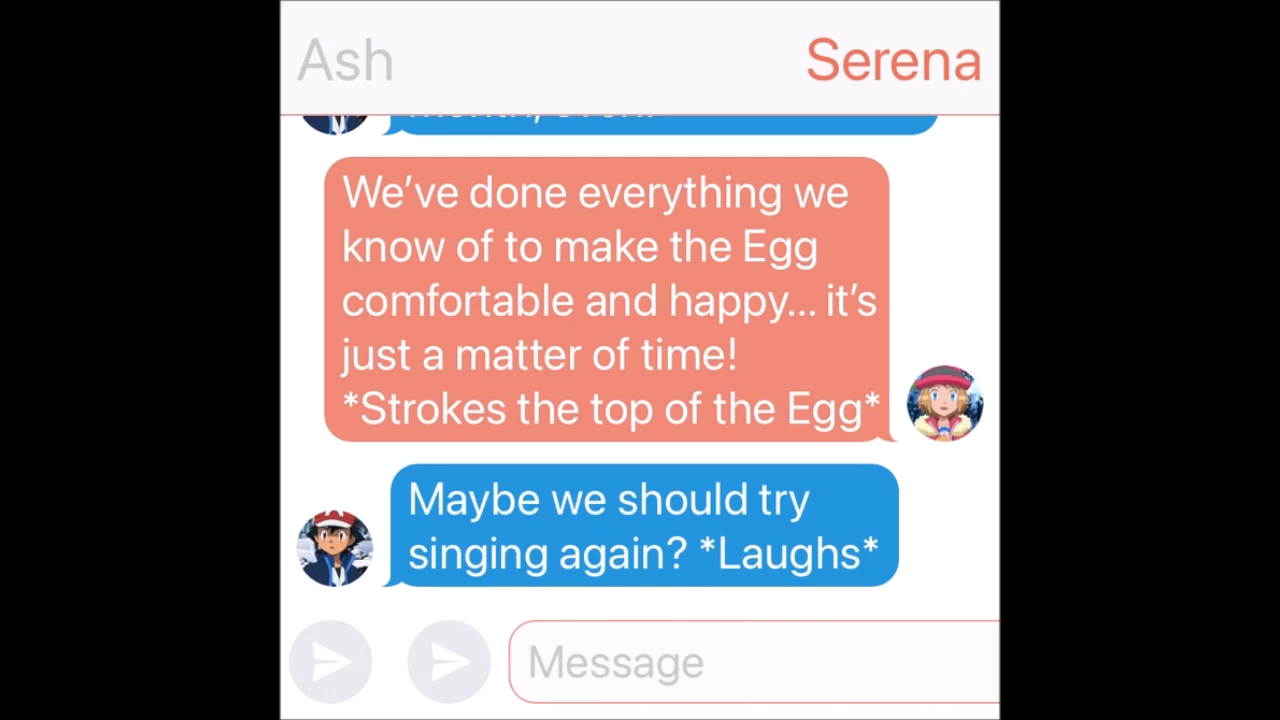 Ash
Serena
We’ve done everything we
know of to make the Egg
comfortable and happy... it’s
just a matter of time!
*Strokes the top of the Egg*
Maybe we should try
singing again? *Laughs*
Message